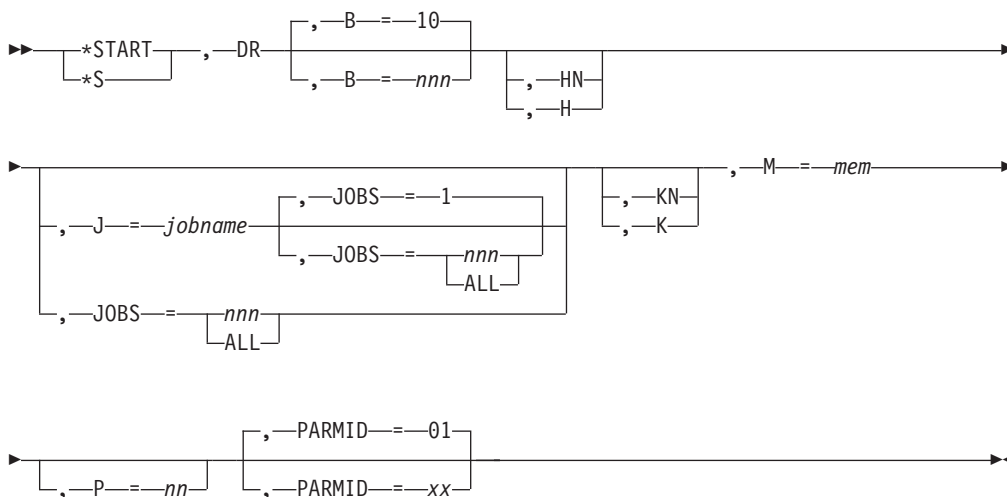 , B = 10
*START , DR
*S , B = nnn , HN
, H
, M = mem
, J = jobname , JOBS = 1 , KN
, JOBS = nnn , K
ALL
, JOBS = nnn
ALL
, PARMID = 01
, P = nn , PARMID = xx